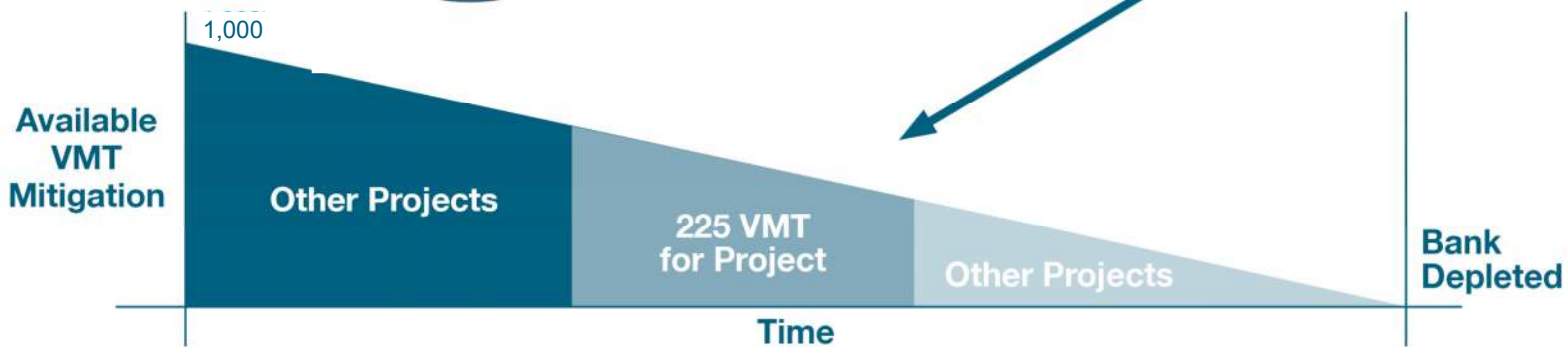 1,000
Available
VMT
Mitigation
Other Projects
225 VMT
for Project
Other Projects
Bank
Depleted
Time